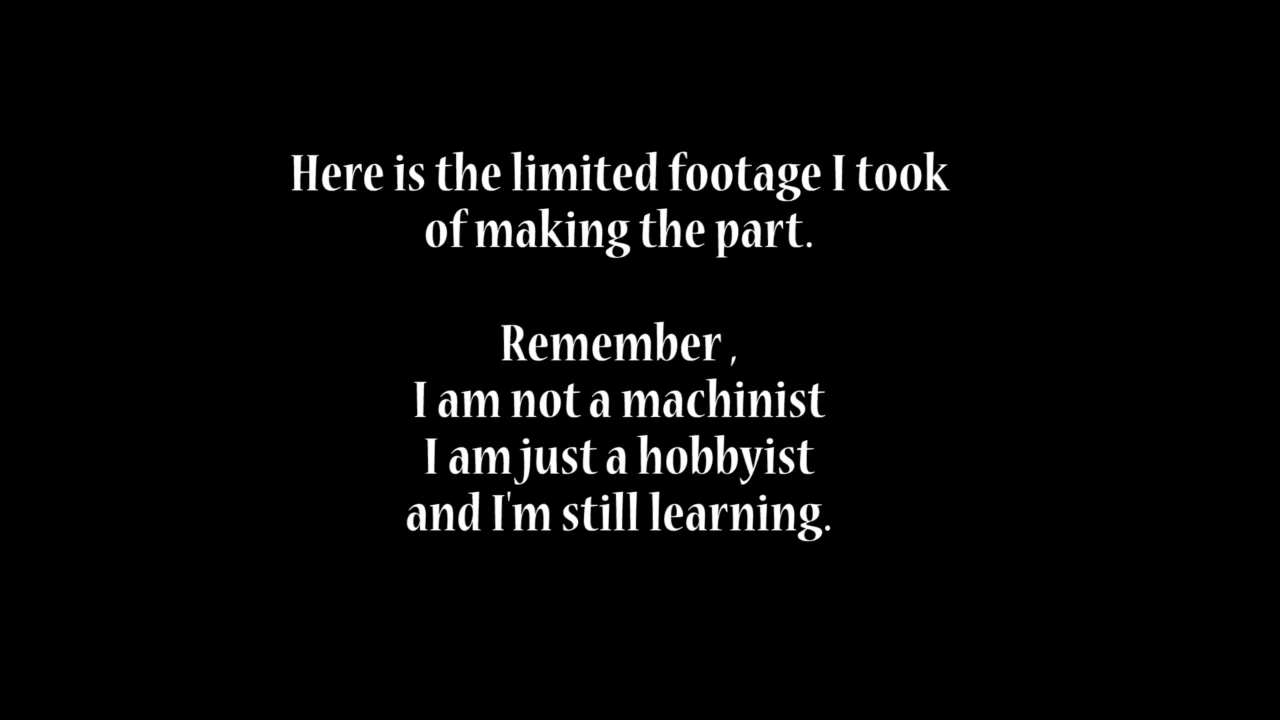 Here is the limited footage I took
of making the part.
Remember ,
I am not a machinist
I am just a hobbyist
and I'm still learning.